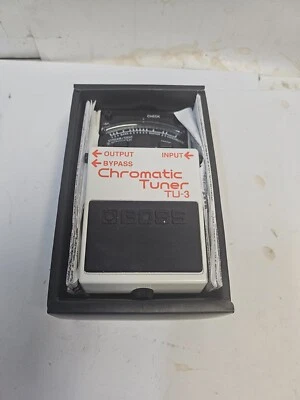 ← OUTPUT INPUT ←
← BYPASS
Chromatic
Tuner
TU-3
BOSS